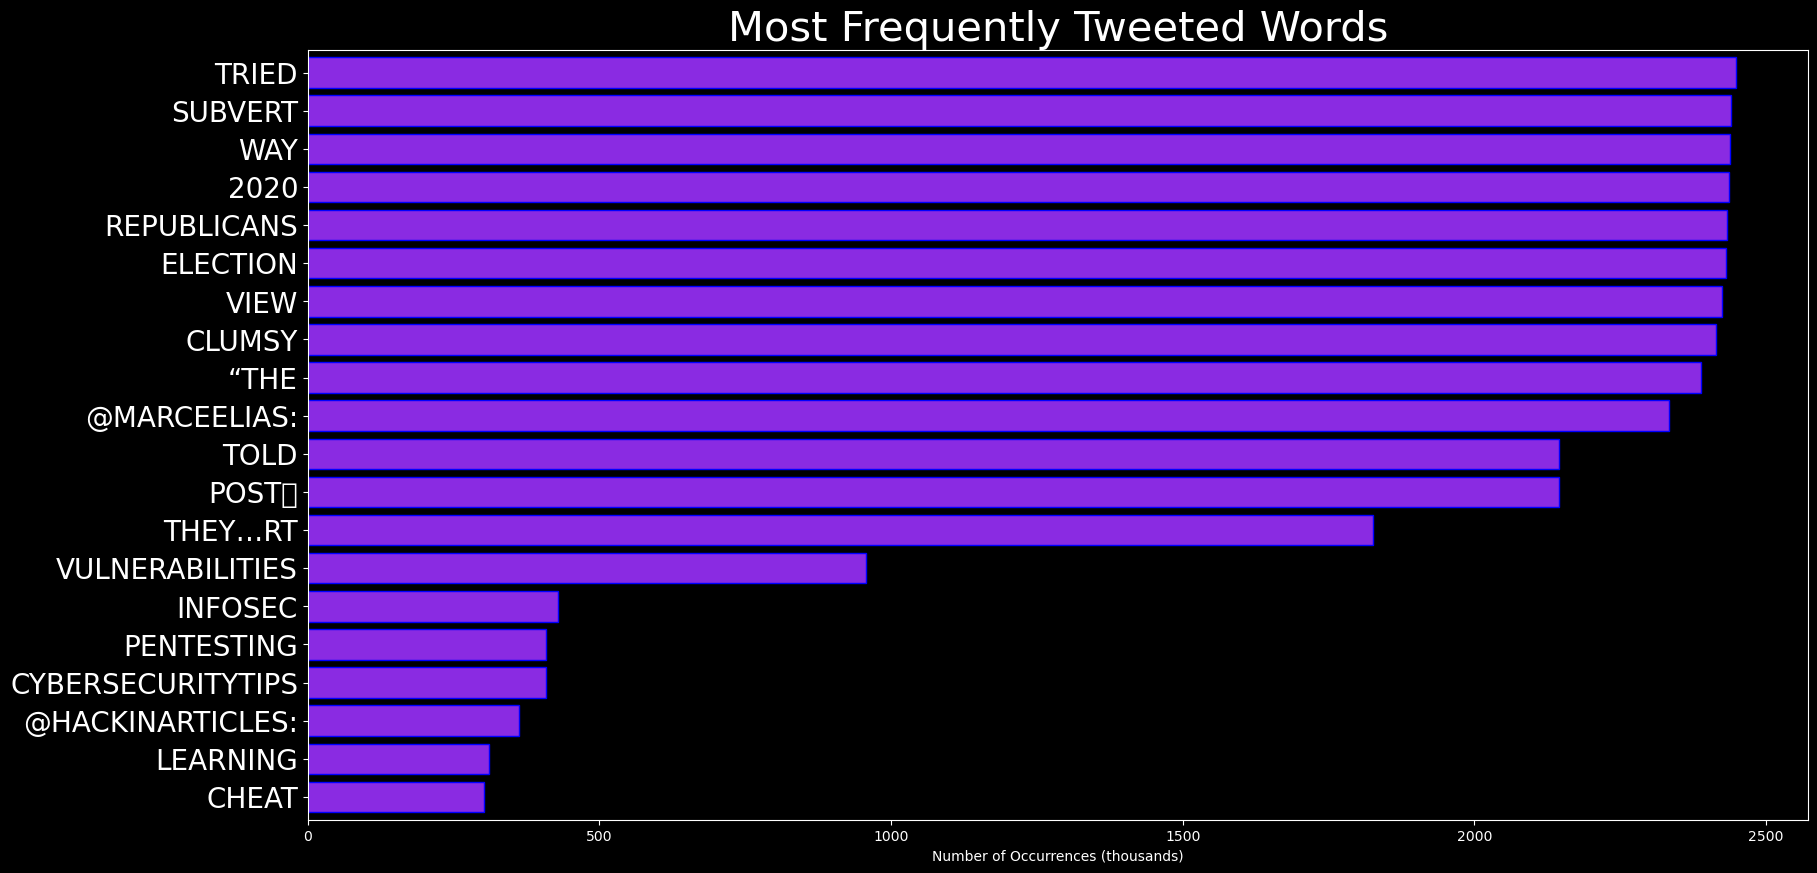 Most Frequently Tweeted Words
TRIED
SUBVERT
WAY
2020
REPUBLICANS
ELECTION
VIEW
CLUMSY
“THE
@MARCEELIAS:
TOLD
POST▯
THEY…RT
VULNERABILITIES
INFOSEC
PENTESTING
CYBERSECURITYTIPS
@HACKINARTICLES:
LEARNING
CHEAT
0 500 1000 1500 2000 2500
Number of Occurrences (thousands)